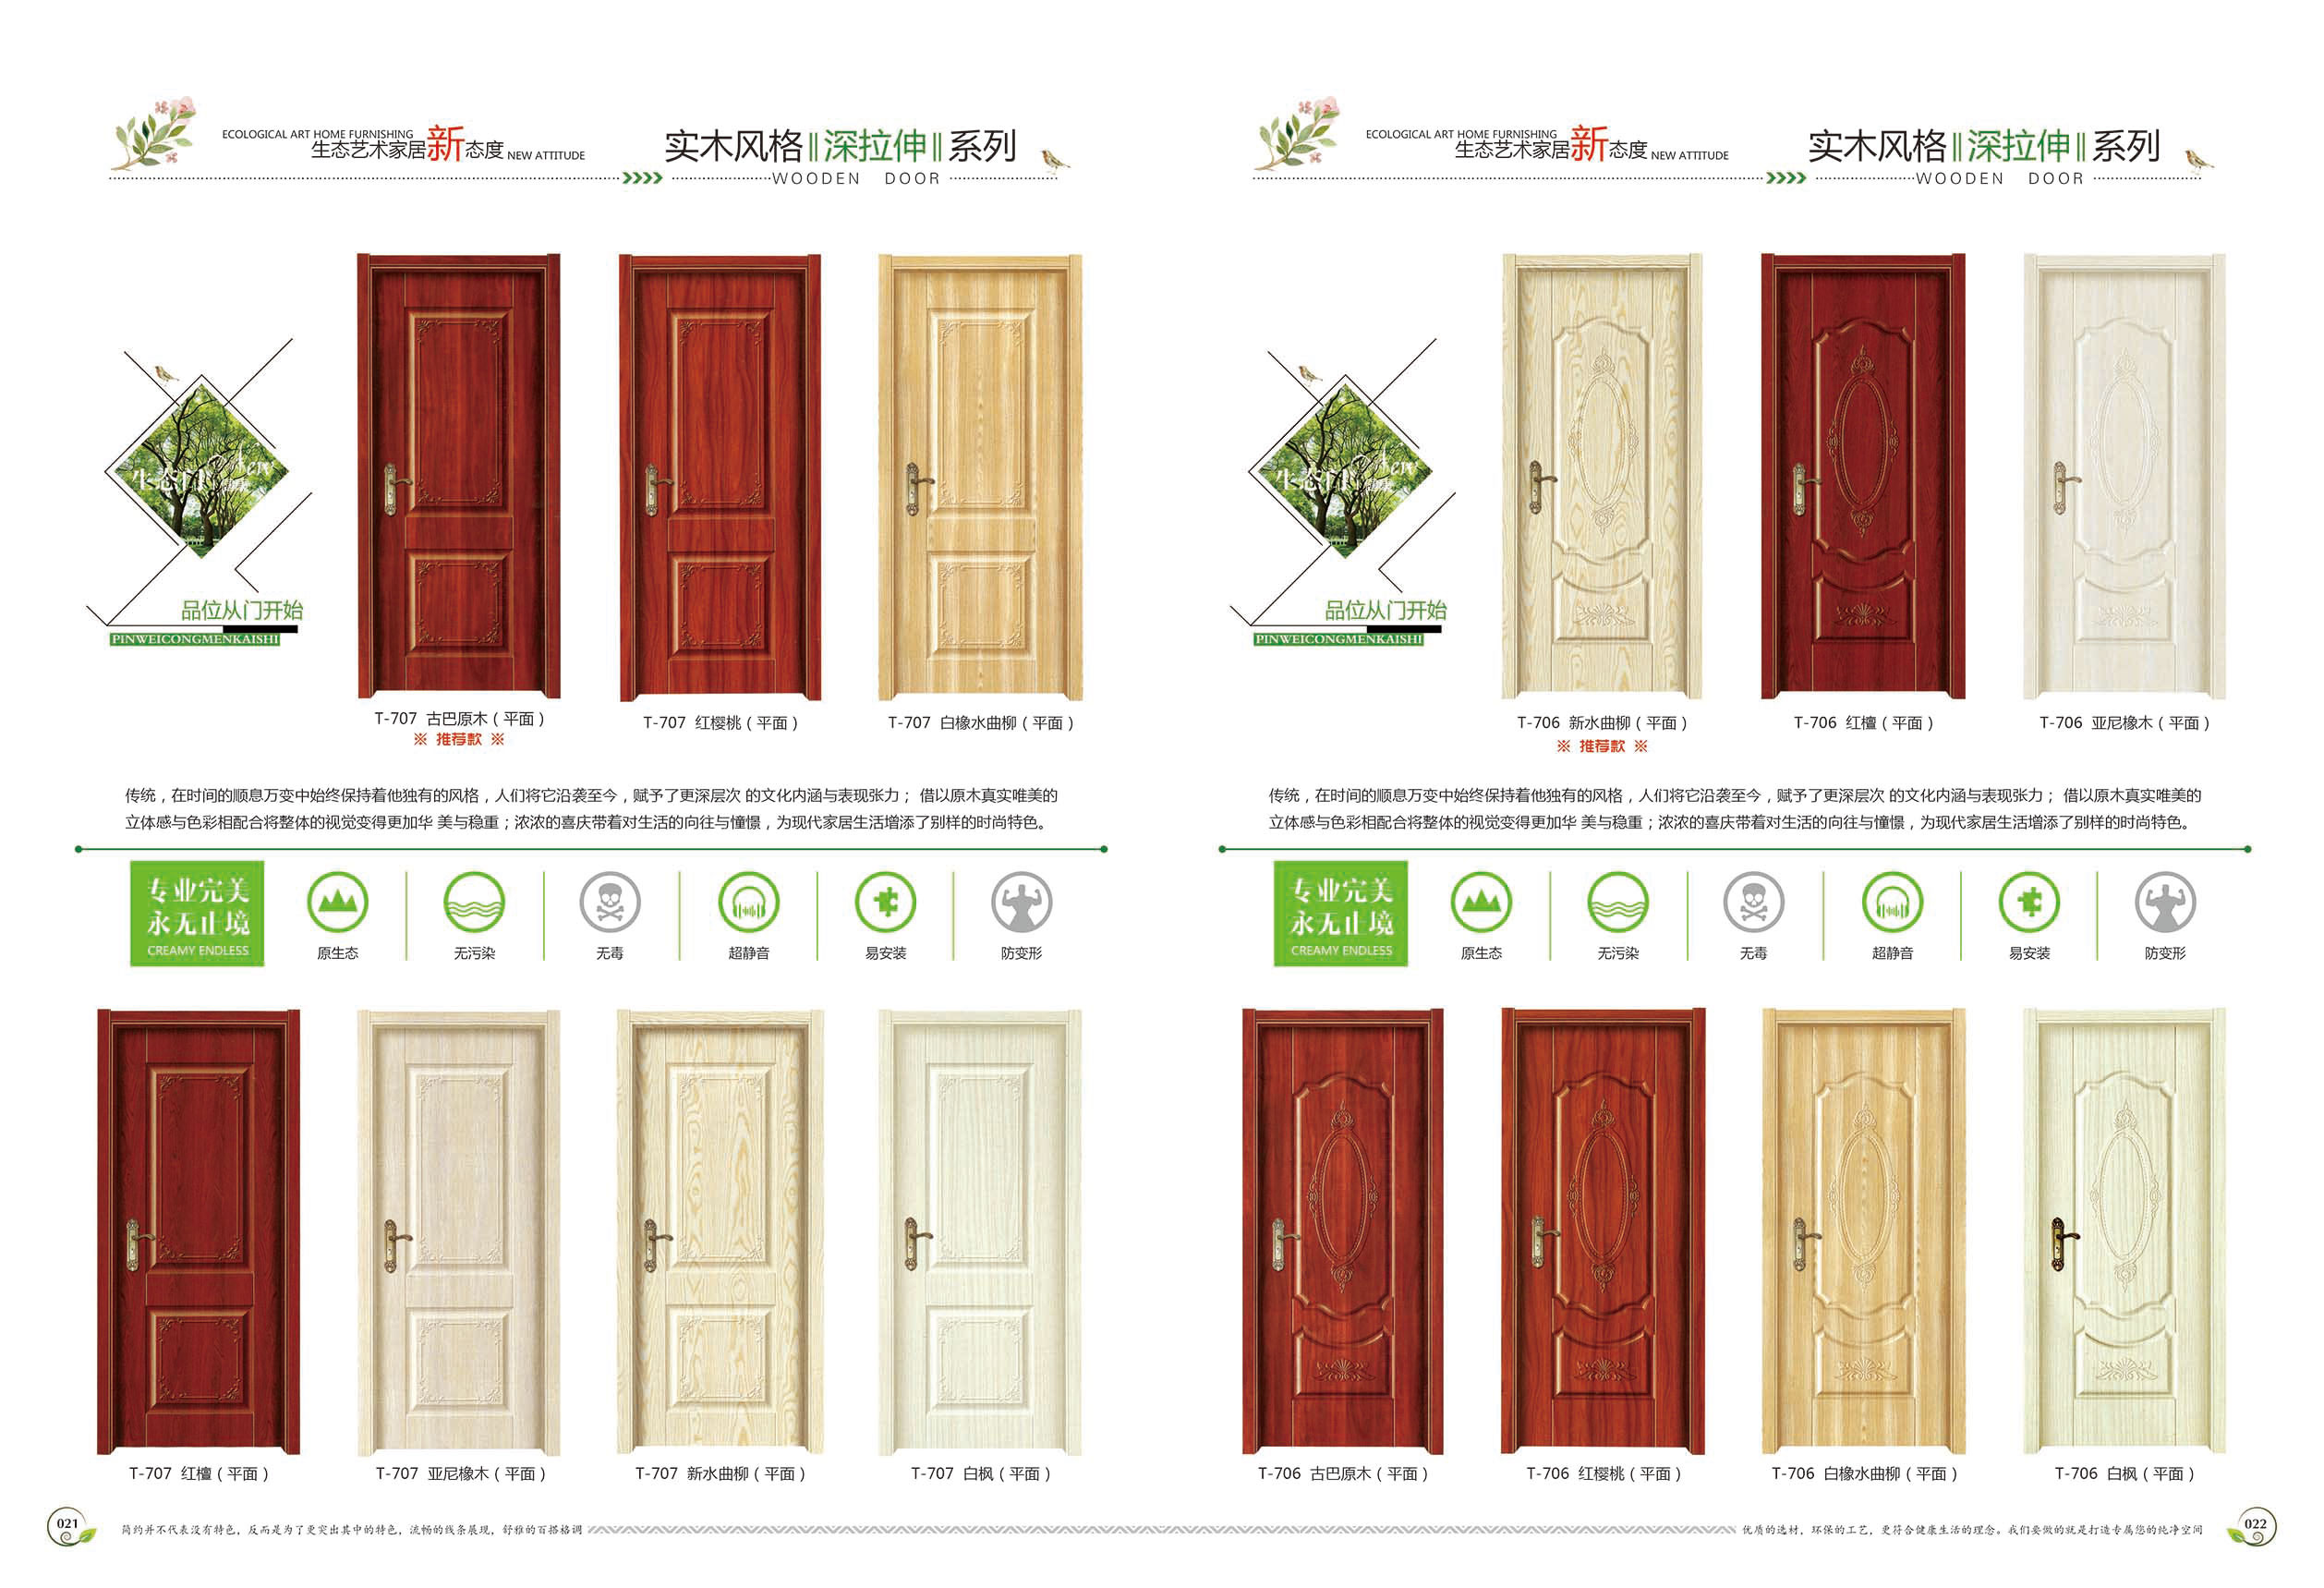 ECOLOGICAL ART HOME FURNISHING
生态艺术家居新态度 NEW ATTITUDE
实木风格‖深拉伸‖系列
WOODEN DOOR
生态门
品位从门开始
PINWEICONGMENKAISHI
T-707 古巴原木（平面）
※ 推荐款 ※
T-707 红樱桃（平面）
T-707 白橡水曲柳（平面）
传统，在时间的顺息万变中始终保持着他独有的风格，人们将它沿袭至今，赋予了更深层次 的文化内涵与表现张力； 借以原木真实唯美的
立体感与色彩相配合将整体的视觉变得更加华 美与稳重；浓浓的喜庆带着对生活的向往与憧憬，为现代家居生活增添了别样的时尚特色。
专业完美
永无止境
CREAMY ENDLESS
原生态
无污染
无毒
超静音
易安装
防变形
T-707 红檀（平面）
T-707 亚尼橡木（平面）
T-707 新水曲柳（平面）
T-707 白枫（平面）
021
简约并不代表没有特色，反而是为了更突出其中的特色，流畅的线条展现，舒雅的百搭格调
ECOLOGICAL ART HOME FURNISHING
生态艺术家居新态度 NEW ATTITUDE
实木风格‖深拉伸‖系列
WOODEN DOOR
生态门
品位从门开始
PINWEICONGMENKAISHI
T-706 新水曲柳（平面）
※ 推荐款 ※
T-706 红檀（平面）
T-706 亚尼橡木（平面）
传统，在时间的顺息万变中始终保持着他独有的风格，人们将它沿袭至今，赋予了更深层次 的文化内涵与表现张力； 借以原木真实唯美的
立体感与色彩相配合将整体的视觉变得更加华 美与稳重；浓浓的喜庆带着对生活的向往与憧憬，为现代家居生活增添了别样的时尚特色。
专业完美
永无止境
CREAMY ENDLESS
原生态
无污染
无毒
超静音
易安装
防变形
T-706 古巴原木（平面）
T-706 红樱桃（平面）
T-706 白橡水曲柳（平面）
T-706 白枫（平面）
优质的选材，环保的工艺，更符合健康生活的理念。我们要做的就是打造专属您的纯净空间
022